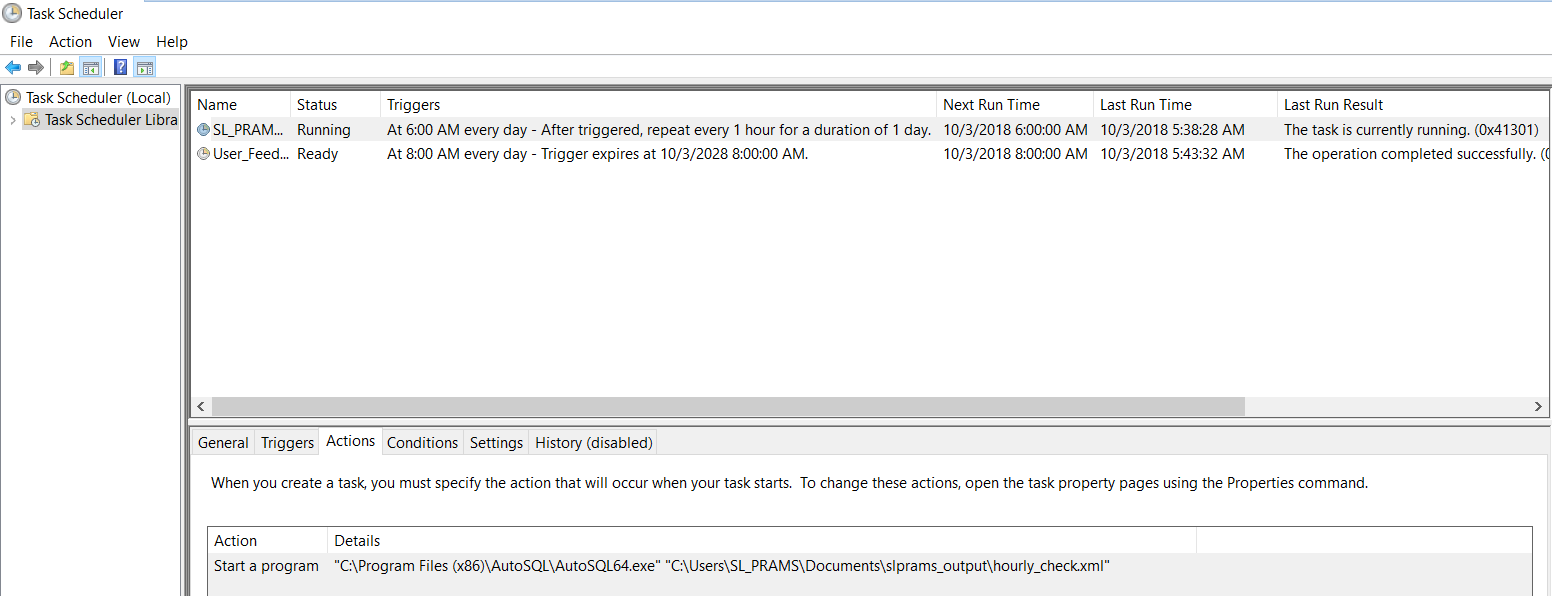 Task Scheduler
File Action View Help
Task Scheduler (Local)
Task Scheduler Libra
Name Status Triggers Next Run Time Last Run Time Last Run Result
SL_PRAM... Running At 6:00 AM every day - After triggered, repeat every 1 hour for a duration of 1 day. 10/3/2018 6:00:00 AM 10/3/2018 5:38:28 AM The task is currently running. (0x41301)
User_Feed... Ready At 8:00 AM every day - Trigger expires at 10/3/2028 8:00:00 AM. 10/3/2018 8:00:00 AM 10/3/2018 5:43:32 AM The operation completed successfully. (0
General Triggers Actions Conditions Settings History (disabled)
When you create a task, you must specify the action that will occur when your task starts. To change these actions, open the task property pages using the Properties command.
Action Details
Start a program "C:\Program Files (x86)\AutoSQL\AutoSQL64.exe" "C:\Users\SL_PRAMS\Documents\slprams_output\hourly_check.xml"